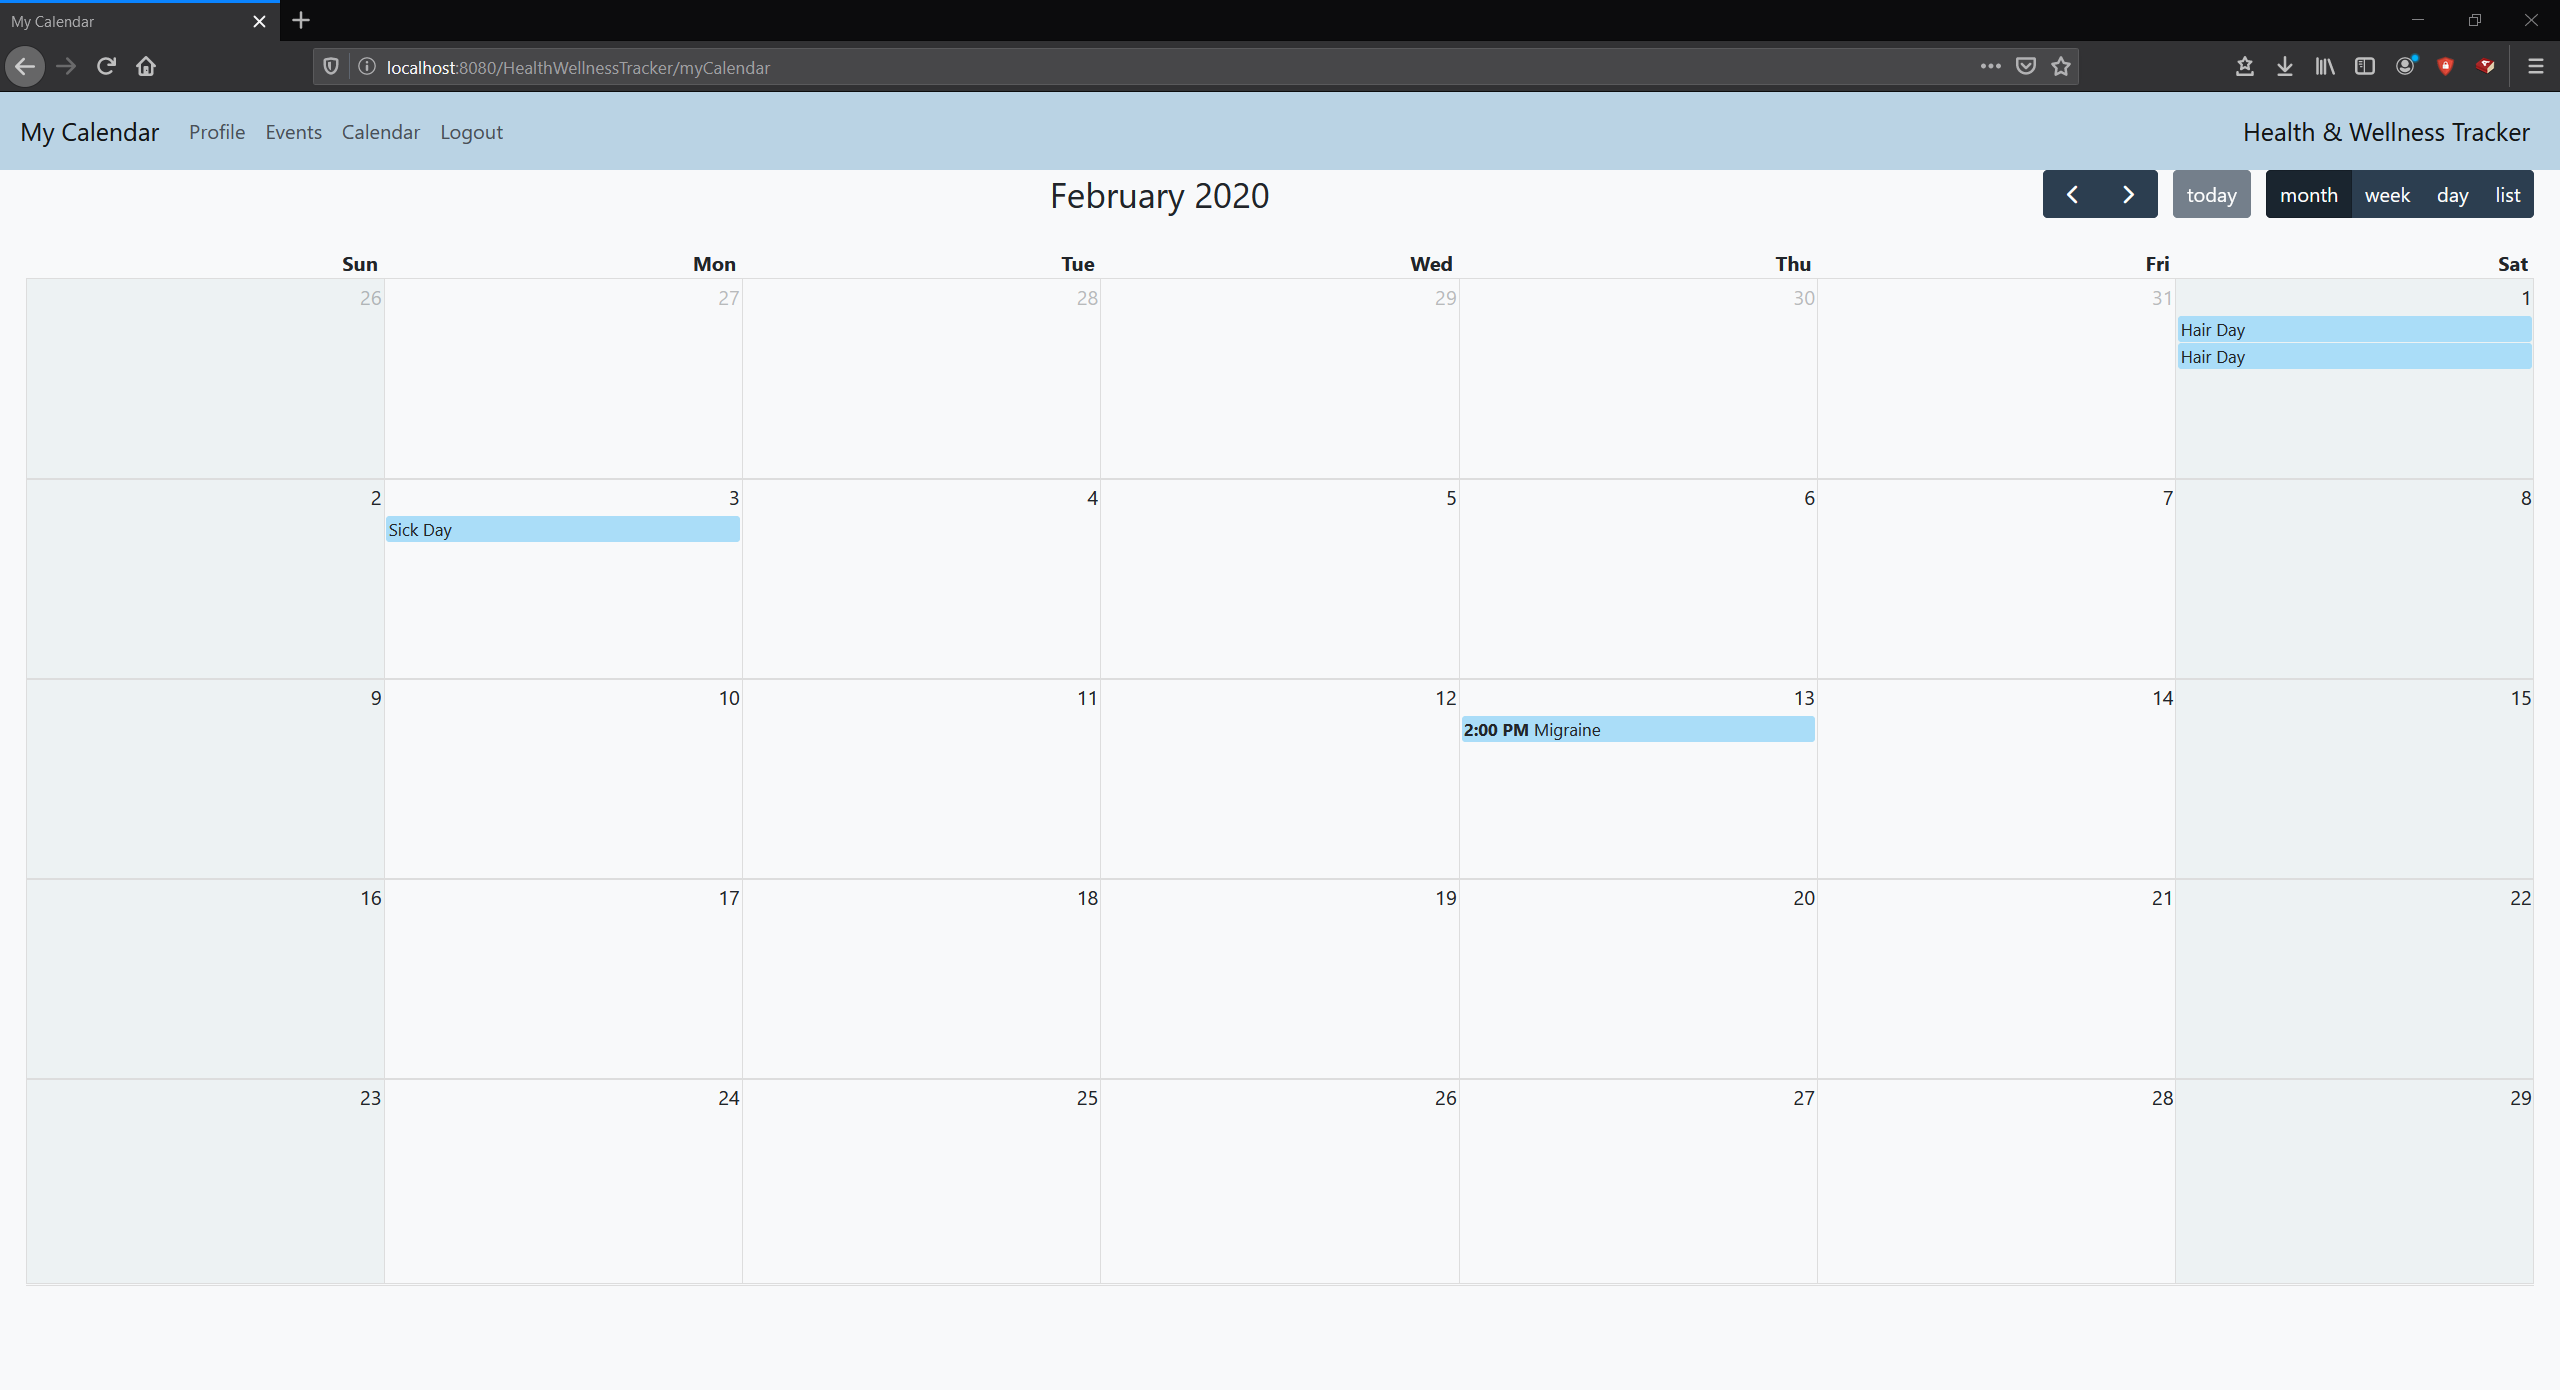 My Calendar
localhost:8080/HealthWellnessTracker/myCalendar
My Calendar Profile Events Calendar Logout Health & Wellness Tracker
February 2020 today month week day list
Sun Mon Tue Wed Thu Fri Sat
26 27 28 29 30 31 1
Hair Day
Hair Day
2 3 4 5 6 7 8
Sick Day
9 10 11 12 13 14 15
2:00 PM Migraine
16 17 18 19 20 21 22
23 24 25 26 27 28 29